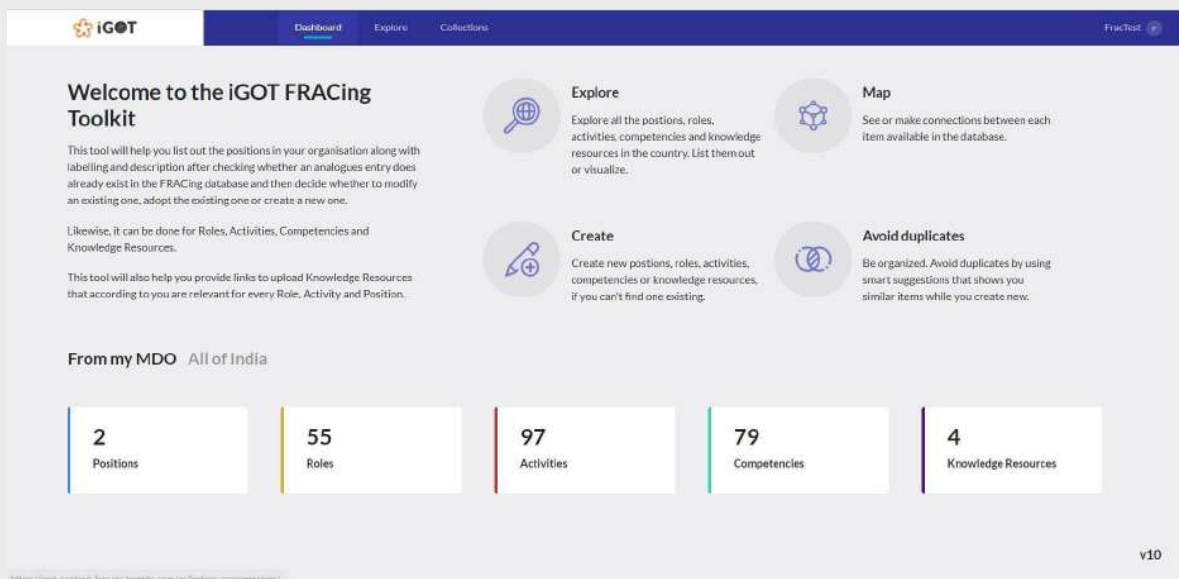 iGOT
Dashboard Explore Collections
FracTest
Welcome to the iGOT FRACing
Toolkit
This tool will help you list out the positions in your organisation along with
labelling and description after checking whether an analogues entry does
already exist in the FRACing database and then decide whether to modify
an existing one, adopt the existing one or create a new one.
Likewise, it can be done for Roles, Activities, Competencies and
Knowledge Resources.
This tool will also help you provide links to upload Knowledge Resources
that according to you are relevant for every Role, Activity and Position.
Explore
Explore all the postions, roles,
activities, competencies and knowledge
resources in the country. List them out
or visualize.
Map
See or make connections between each
item available in the database.
Create
Create new postions, roles, activities,
competencies or knowledge resources,
if you can't find one existing.
Avoid duplicates
Be organized. Avoid duplicates by using
smart suggestions that shows you
similar items while you create new.
From my MDO All of India
2
Positions
55
Roles
97
Activities
79
Competencies
4
Knowledge Resources
v10